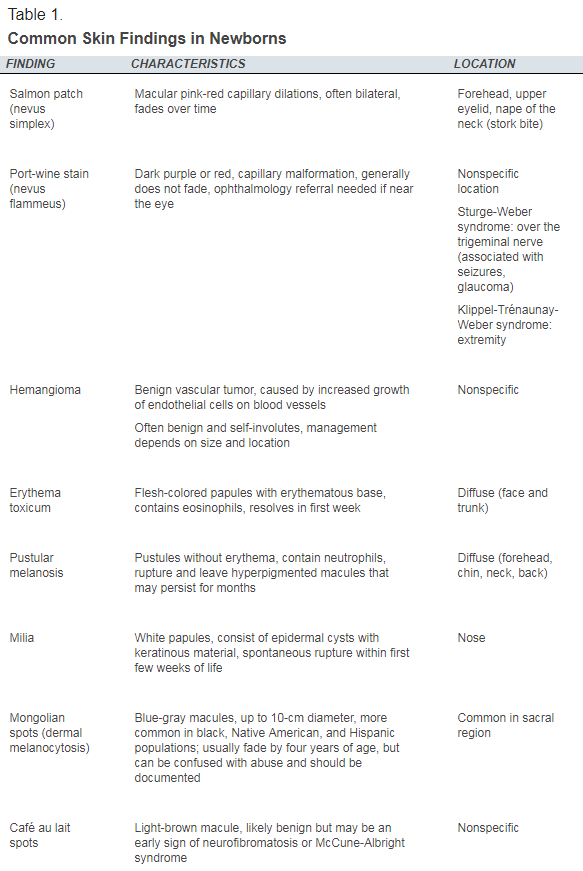 Table 1.
Common Skin Findings in Newborns
FINDING CHARACTERISTICS LOCATION
Salmon patch
(nevus
simplex)
Macular pink-red capillary dilations, often bilateral,
fades over time
Forehead, upper
eyelid, nape of the
neck (stork bite)
Port-wine stain
(nevus
flammeus)
Dark purple or red, capillary malformation, generally
does not fade, ophthalmology referral needed if near
the eye
Nonspecific
location
Sturge-Weber
syndrome: over the
trigeminal nerve
(associated with
seizures,
glaucoma)
Klippel-Trénaunay-
Weber syndrome:
extremity
Hemangioma
Benign vascular tumor, caused by increased growth
of endothelial cells on blood vessels
Often benign and self-involutes, management
depends on size and location
Nonspecific
Erythema
toxicum
Flesh-colored papules with erythematous base,
contains eosinophils, resolves in first week
Diffuse (face and
trunk)
Pustular
melanosis
Pustules without erythema, contain neutrophils,
rupture and leave hyperpigmented macules that
may persist for months
Diffuse (forehead,
chin, neck, back)
Milia
White papules, consist of epidermal cysts with
keratinous material, spontaneous rupture within first
few weeks of life
Nose
Mongolian
spots (dermal
melanocytosis)
Blue-gray macules, up to 10-cm diameter, more
common in black, Native American, and Hispanic
populations; usually fade by four years of age, but
can be confused with abuse and should be
documented
Common in sacral
region
Café au lait
spots
Light-brown macule, likely benign but may be an
early sign of neurofibromatosis or McCune-Albright
syndrome
Nonspecific